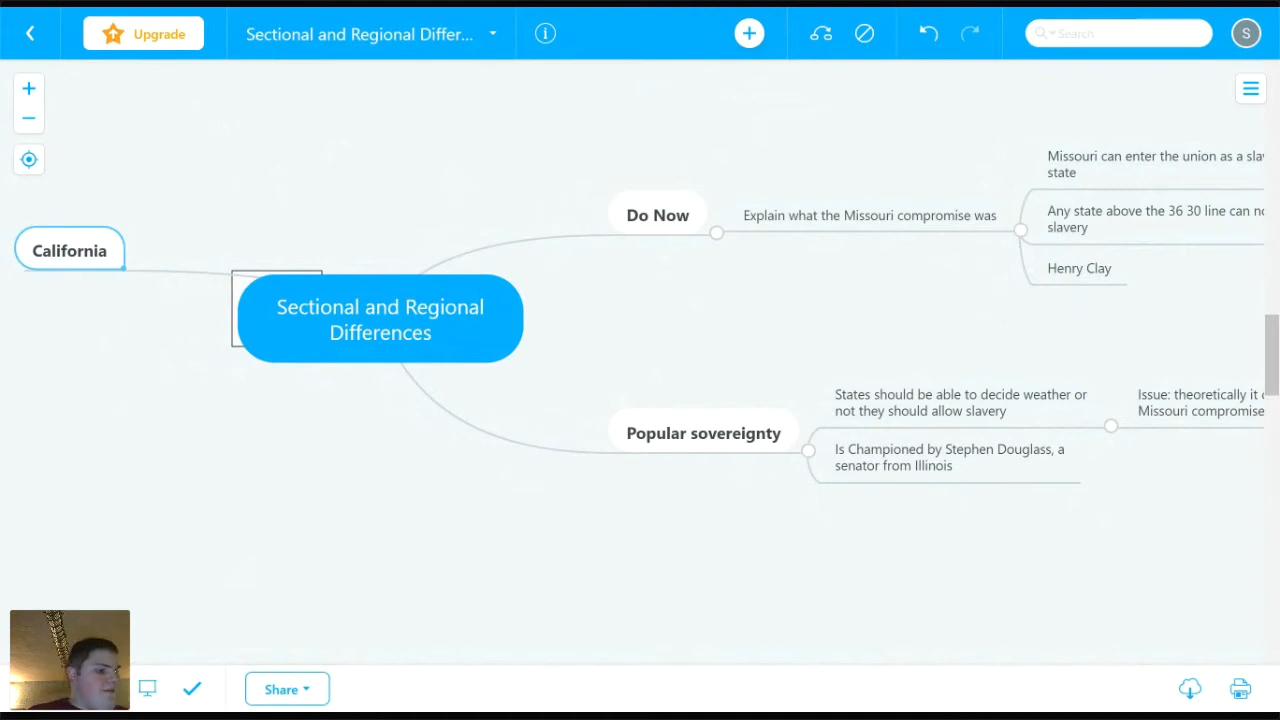 Upgrade
Sectional and Regional Differ...
Search
S
Missouri can enter the union as a
state
Do Now
Explain what the Missouri compromise was
Any state above the 36 30 line can
slavery
California
Henry Clay
Sectional and Regional
Differences
States should be able to decide weather or
not they should allow slavery
Issue: theoretically it
Missouri compromise
Popular sovereignty
Is Championed by Stephen Douglass, a
senator from Illinois
Share